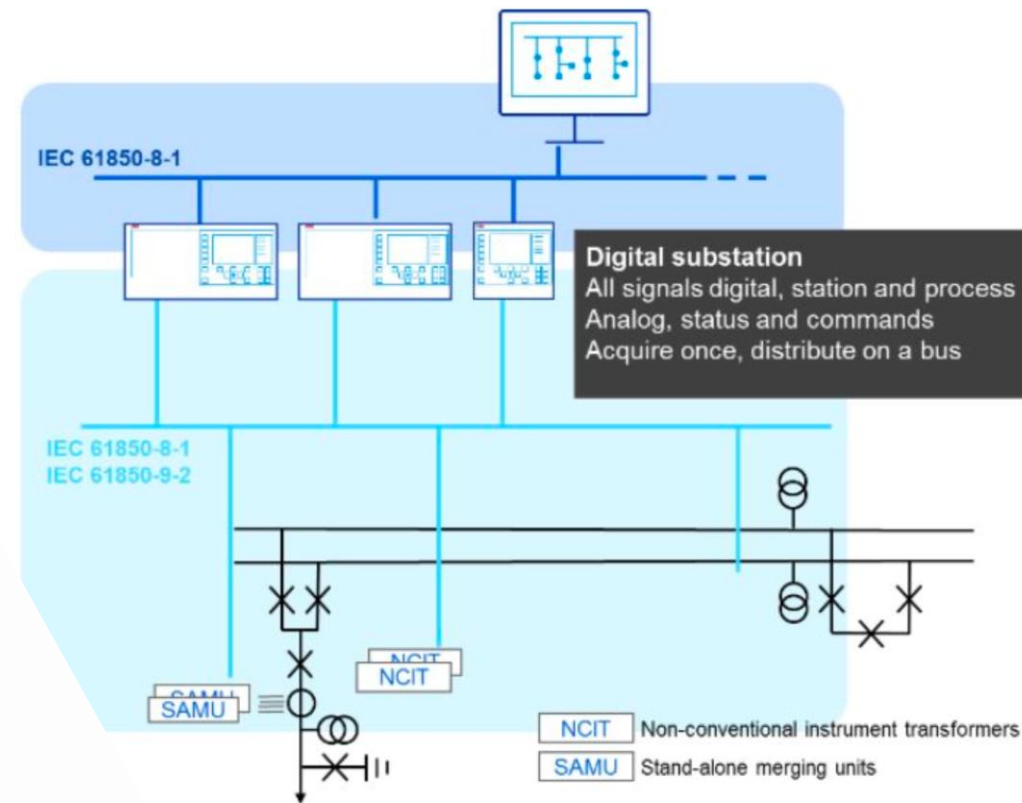 IEC 61850-8-1
Digital substation
All signals digital, station and process
Analog, status and commands
Acquire once, distribute on a bus
IEC 61850-8-1
IEC 61850-9-2
NCIT
NCIT
SAMU
SAMU
NCIT Non-conventional instrument transformers
SAMU Stand-alone merging units